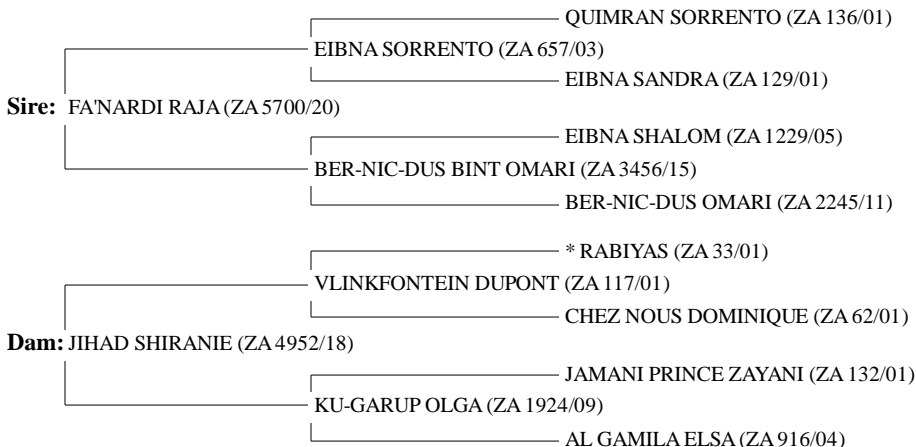 QUIMRAN SORRENTO (ZA 136/01)
EIBNA SORRENTO (ZA 657/03)
EIBNA SANDRA (ZA 129/01)
Sire: FA'NARDI RAJA (ZA 5700/20)
EIBNA SHALOM (ZA 1229/05)
BER-NIC-DUS BINT OMARI (ZA 3456/15)
BER-NIC-DUS OMARI (ZA 2245/11)
* RABIYAS (ZA 33/01)
VLINKFONTEIN DUPONT (ZA 117/01)
CHEZ NOUS DOMINIQUE (ZA 62/01)
Dam: JIHAD SHIRANIE (ZA 4952/18)
JAMANI PRINCE ZAYANI (ZA 132/01)
KU-GARUP OLGA (ZA 1924/09)
AL GAMILA ELSA (ZA 916/04)